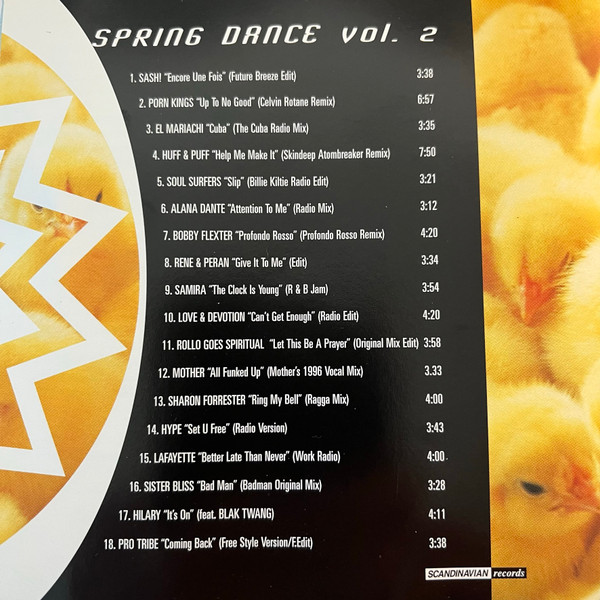 SPRING DANCE vol. 2
1. SASH! "Encore Une Fois" (Future Breeze Edit) 3:38
2. PORN KINGS "Up To No Good" (Celvin Rotane Remix) 6:57
3. EL MARIACHI "Cuba" (The Cuba Radio Mix) 3:35
4. HUFF & PUFF "Help Me Make It" (Skindeep Atombreaker Remix) 7:50
5. SOUL SURFERS "Slip" (Billie Kiltie Radio Edit) 3:21
6. ALANA DANTE "Attention To Me" (Radio Mix) 3:12
7. BOBBY FLEXTER "Profondo Rosso" (Profondo Rosso Remix) 4:20
8. RENE & PERAN "Give It To Me" (Edit) 3:34
9. SAMIRA "The Clock Is Young" (R & B Jam) 3:54
10. LOVE & DEVOTION "Can't Get Enough" (Radio Edit) 4:20
11. ROLLO GOES SPIRITUAL "Let This Be A Prayer" (Original Mix Edit) 3:58
12. MOTHER "All Funked Up" (Mother's 1996 Vocal Mix) 3.33
13. SHARON FORRESTER "Ring My Bell" (Ragga Mix) 4:00
14. HYPE "Set U Free" (Radio Version) 3:43
15. LAFAYETTE "Better Late Than Never" (Work Radio) 4:00
16. SISTER BLISS "Bad Man" (Badman Original Mix) 3:28
17. HILARY "It's On" (feat. BLAK TWANG) 4:11
18. PRO TRIBE "Coming Back" (Free Style Version/F.Edit) 3:38
SCANDINAVIAN records